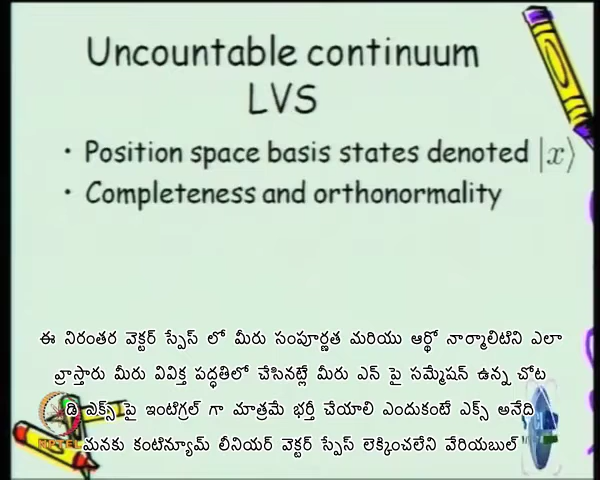 Uncountable continuum
LVS
• Position space basis states denoted |x⟩
• Completeness and orthonormality
ఈ నిరంతర వెక్టర్ స్పేస్ లో మీరు సంపూర్ణత మరియు ఆర్థో నార్మాలిటిని ఎలా
వ్రాస్తారు మీరు వివిక్త పద్ధతిలో చేసినట్లే మీరు ఎన్ పై సమ్మేషన్ ఉన్న చోట
డి ఎక్స్ పై ఇంటిగ్రల్ గా మాత్రమే భర్తీ చేయాలి ఎందుకంటే ఎక్స్ అనేది
మనకు కంటిన్యూమ్ లీనియర్ వెక్టర్ స్పేస్ లెక్కించలేని వేరియబుల్
NPTEL